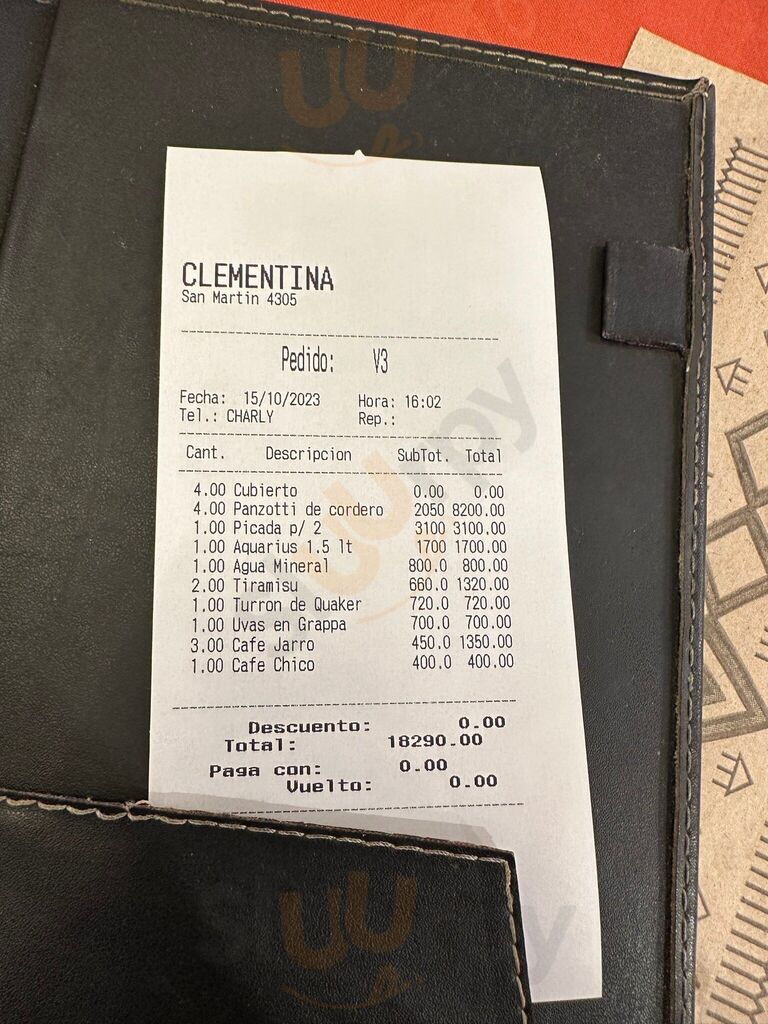 CLEMENTINA
San Martin 4305
Pedido: V3
Fecha: 15/10/2023 Hora: 16:02
Tel.: CHARLY Rep.:
Cant. Descripcion SubTot. Total
4.00 Cubierto 0.00 0.00
4.00 Panzotti de cordero 2050 8200.00
1.00 Picada p/ 2 3100 3100.00
1.00 Aquarius 1.5 lt 1700 1700.00
1.00 Agua Mineral 800.0 800.00
2.00 Tiramisu 660.0 1320.00
1.00 Turron de Quaker 720.0 720.00
1.00 Uvas en Grappa 700.0 700.00
3.00 Cafe Jarro 450.0 1350.00
1.00 Cafe Chico 400.0 400.00
Descuento: 0.00
Total: 18290.00
Paga con: 0.00
Vuelto: 0.00